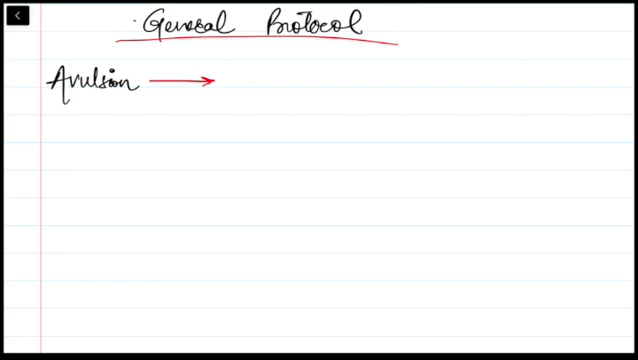 General Protocol
Avulsion →